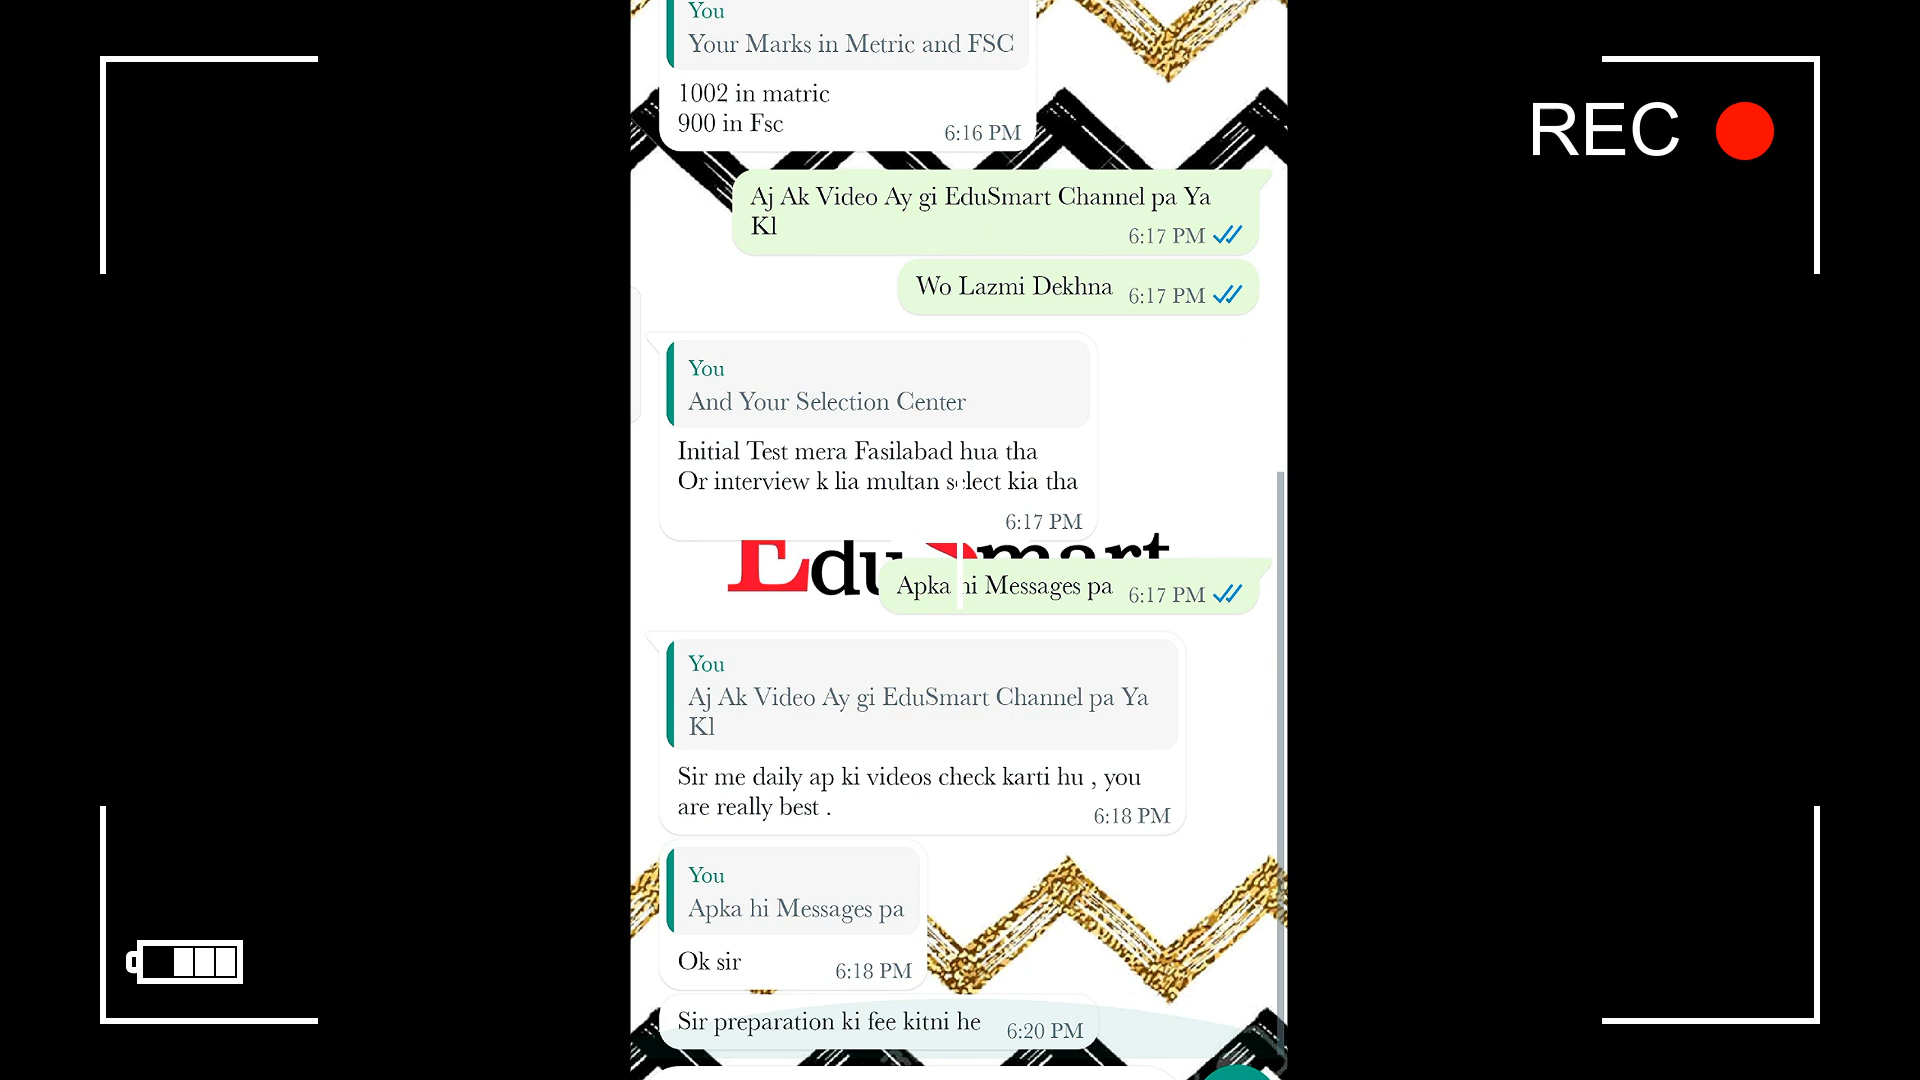 You
Your Marks in Metric and FSC
1002 in matric
900 in Fsc
6:16 PM
REC
Aj Ak Video Ay gi EduSmart Channel pa Ya
Kl
6:17 PM
Wo Lazmi Dekhna 6:17 PM
You
And Your Selection Center
Initial Test mera Fasilabad hua tha
Or interview k lia multan select kia tha
6:17 PM
EduSmart
Apka hi Messages pa 6:17 PM
You
Aj Ak Video Ay gi EduSmart Channel pa Ya
Kl
Sir me daily ap ki videos check karti hu , you
are really best .
6:18 PM
You
Apka hi Messages pa
Ok sir 6:18 PM
Sir preparation ki fee kitni he 6:20 PM